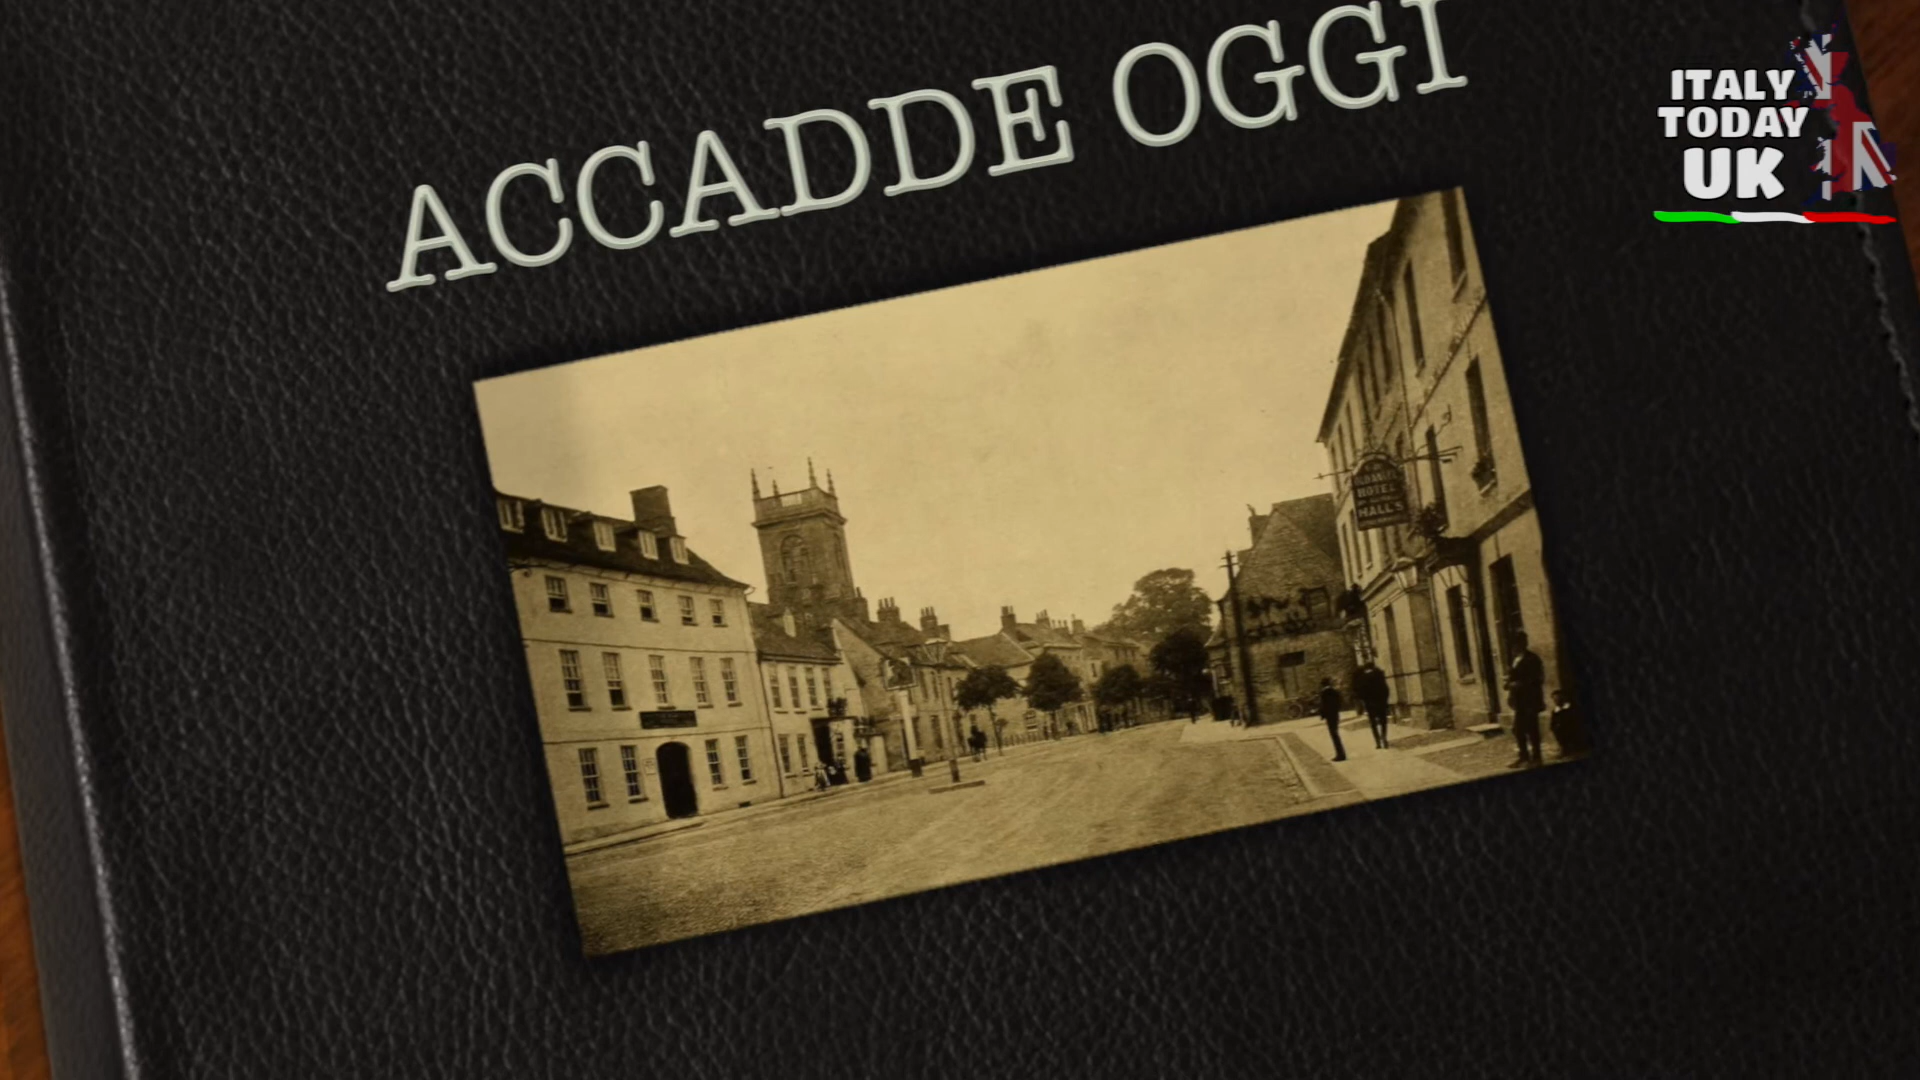 ACCADDE OGGI
ITALY
TODAY
UK
HOTEL
HALL'S